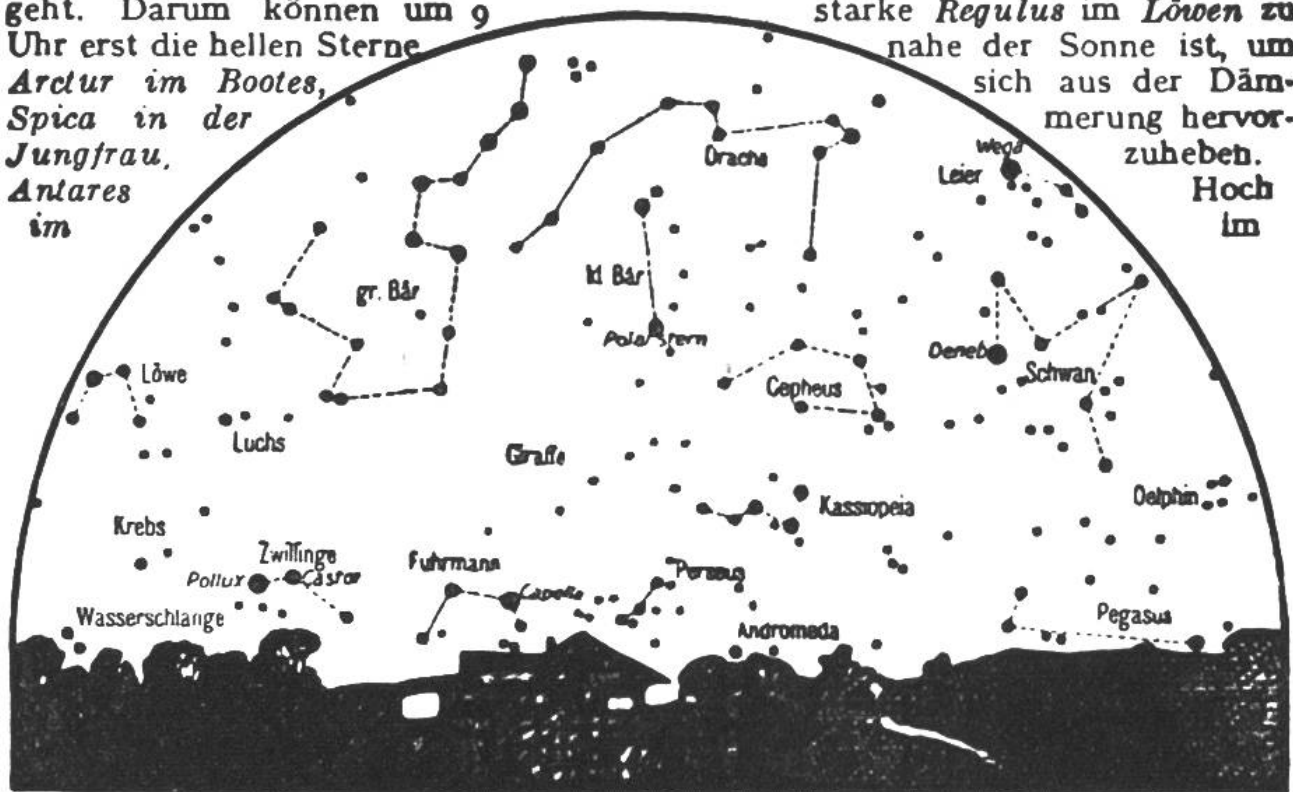 geht. Darum können um 9
Uhr erst die hellen Sterne
Arctur im Bootes,
Spica in der
Jungfrau,
Antares
im
starke Regulus im Löwen zu
nahe der Sonne ist, um
sich aus der Däm-
merung hervor-
zuheben.
Hoch
im
Drache
Wega
Leier
gr. Bär
kl Bär
Polarstern
Deneb
Schwan
Löwe
Cepheus
Luchs
Giraffe
Kassiopeia
Delphin
Krebs
Zwillinge
Pollux
Castor
Fuhrmann
Capella
Perseus
Wasserschlange
Andromeda
Pegasus